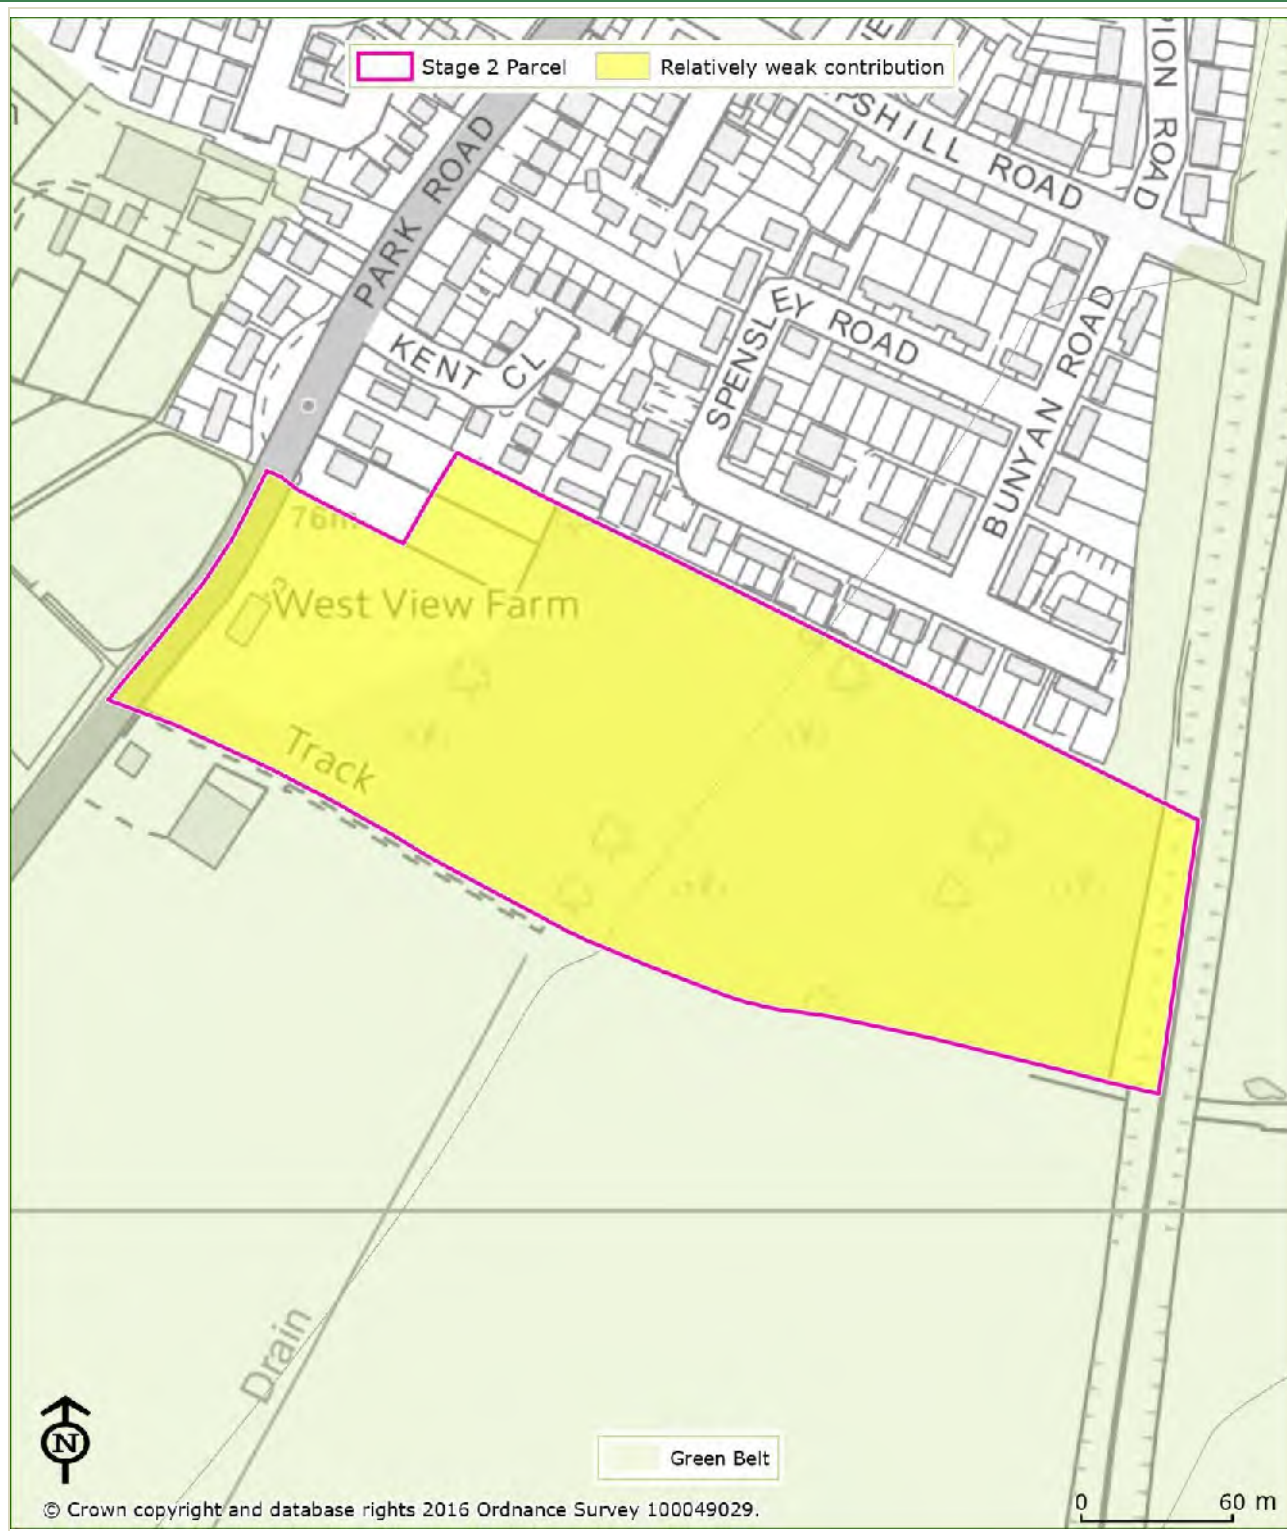 Stage 2 Parcel
Relatively weak contribution
ION ROAD
SHILL ROAD
PARK ROAD
KENT CL
SPENSLEY ROAD
BUNYAN ROAD
76m
West View Farm
Track
Drain
N
Green Belt
© Crown copyright and database rights 2016 Ordnance Survey 100049029.
0 60 m